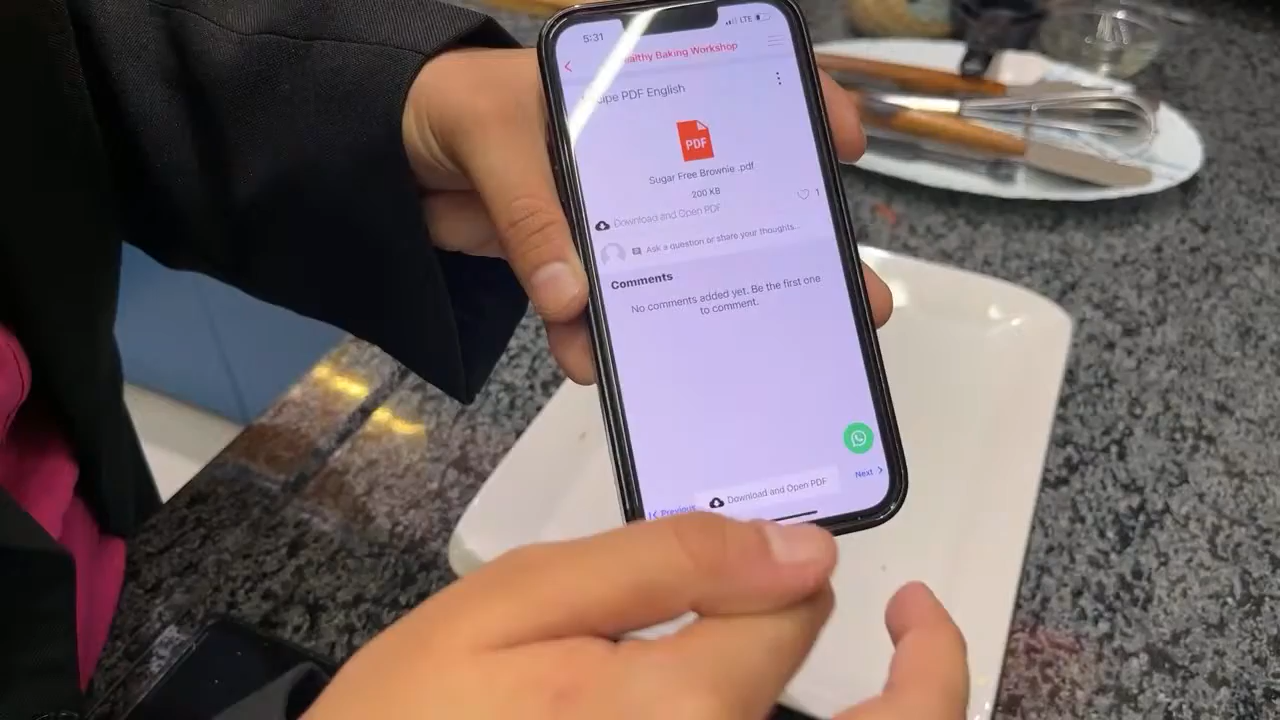 5:31
LTE
althy Baking Workshop
ipe PDF English
PDF
Sugar Free Brownie .pdf
200 KB
Download and Open PDF
1
Ask a question or share your thoughts...
Comments
No comments added yet. Be the first one
to comment.
Next
Download and Open PDF
Previous